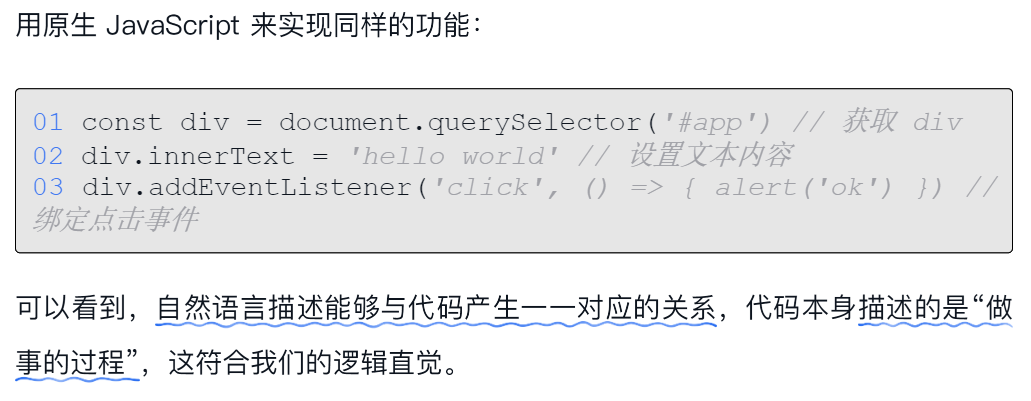 用原生 JavaScript 来实现同样的功能：
01 const div = document.querySelector('#app') // 获取 div
02 div.innerText = 'hello world' // 设置文本内容
03 div.addEventListener('click', () => { alert('ok') }) //
绑定点击事件
可以看到，自然语言描述能够与代码产生一一对应的关系，代码本身描述的是“做
事的过程”，这符合我们的逻辑直觉。